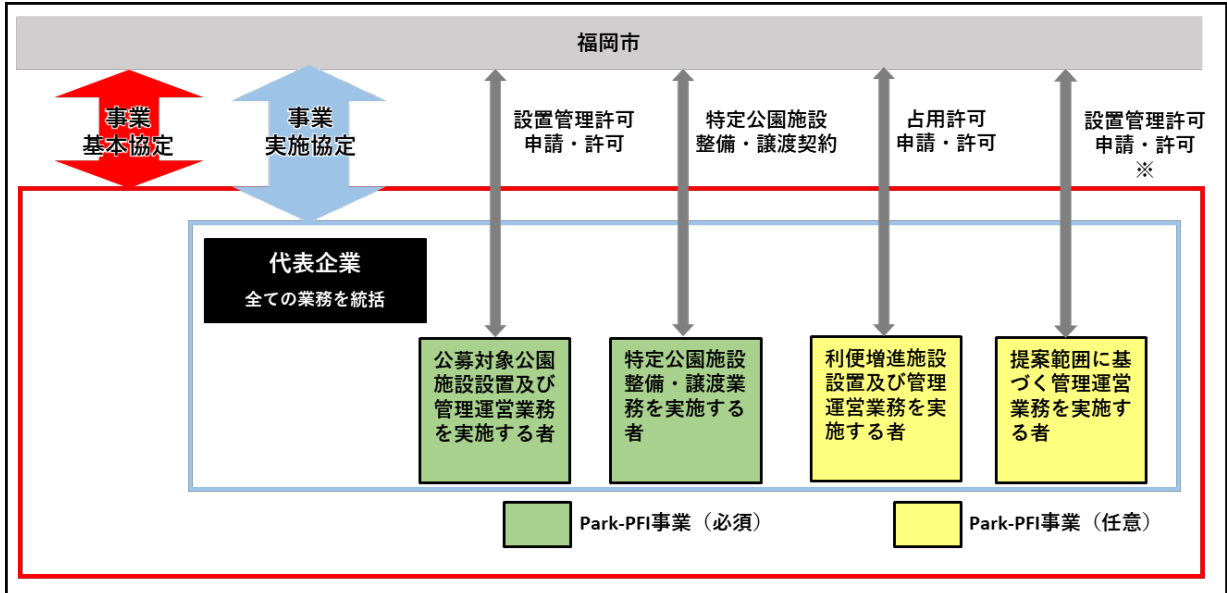 福岡市
事業
基本協定
事業
実施協定
設置管理許可
申請・許可
特定公園施設
整備・譲渡契約
占用許可
申請・許可
設置管理許可
申請・許可
※
代表企業
全ての業務を統括
公募対象公園
施設設置及び
管理運営業務
を実施する者
特定公園施設
整備・譲渡業
務を実施する
者
利便増進施設
設置及び管理
運営業務を実
施する者
提案範囲に基
づく管理運営
業務を実施す
る者
Park-PFI事業（必須）
Park-PFI事業（任意）